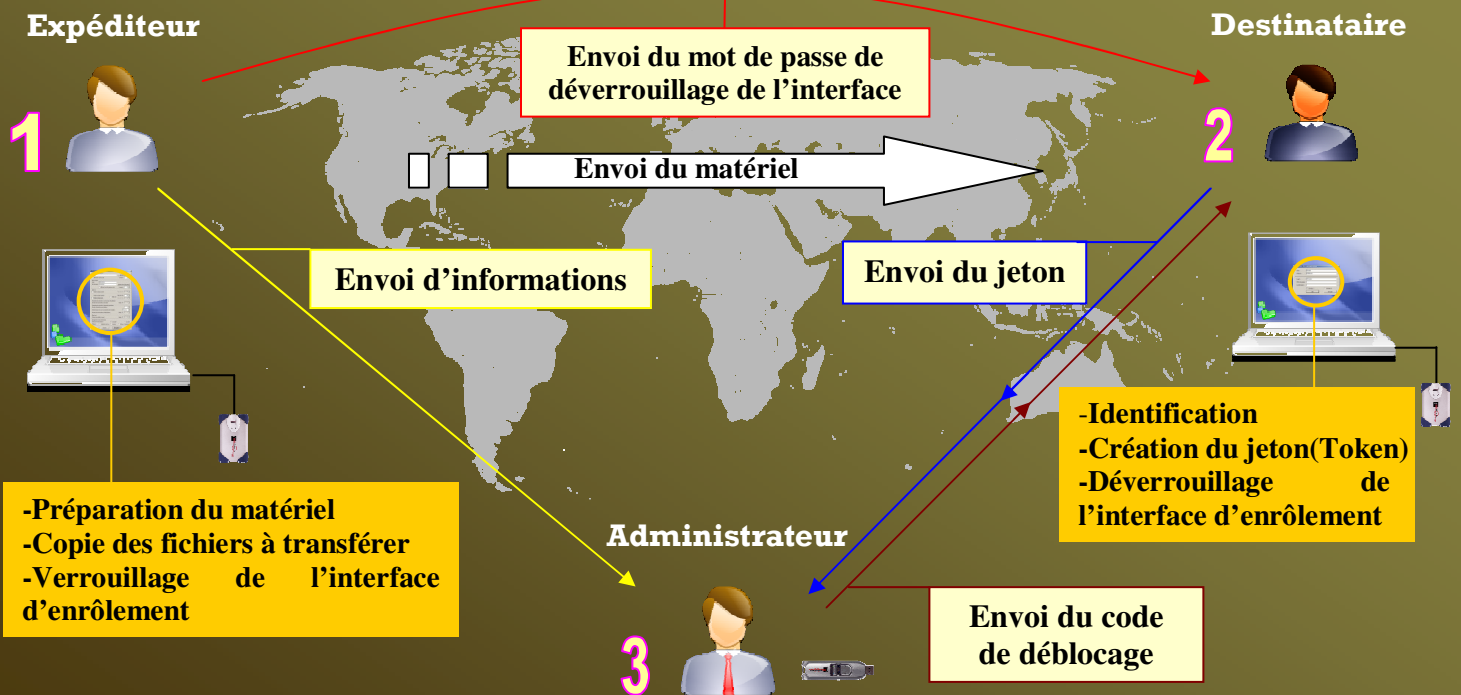 Expéditeur
Destinataire
Envoi du mot de passe de
déverrouillage de l’interface
1
2
Envoi du matériel
Envoi d’informations
Envoi du jeton
-Préparation du matériel
-Copie des fichiers à transférer
-Verrouillage de l’interface
d’enrôlement
-Identification
-Création du jeton(Token)
-Déverrouillage de
l’interface d’enrôlement
Administrateur
3
Envoi du code
de déblocage